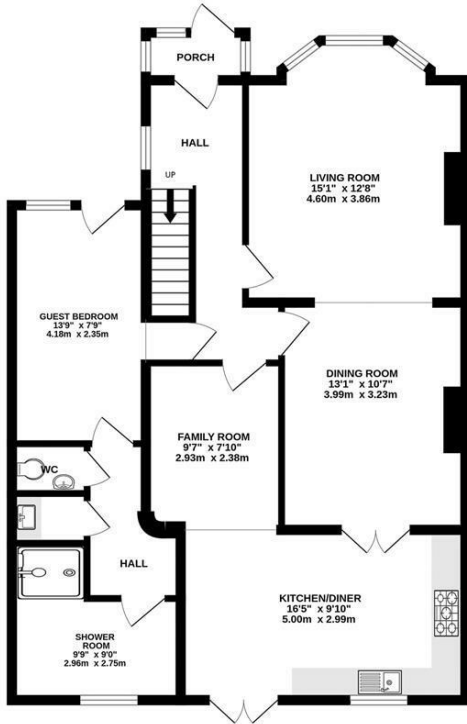 PORCH
HALL
UP
LIVING ROOM
15'1" x 12'8"
4.60m x 3.86m
GUEST BEDROOM
13'9" x 7'9"
4.18m x 2.35m
DINING ROOM
13'1" x 10'7"
3.99m x 3.23m
FAMILY ROOM
9'7" x 7'10"
2.93m x 2.38m
WC
HALL
KITCHEN/DINER
16'5" x 9'10"
5.00m x 2.99m
SHOWER
ROOM
9'9" x 9'0"
2.96m x 2.75m